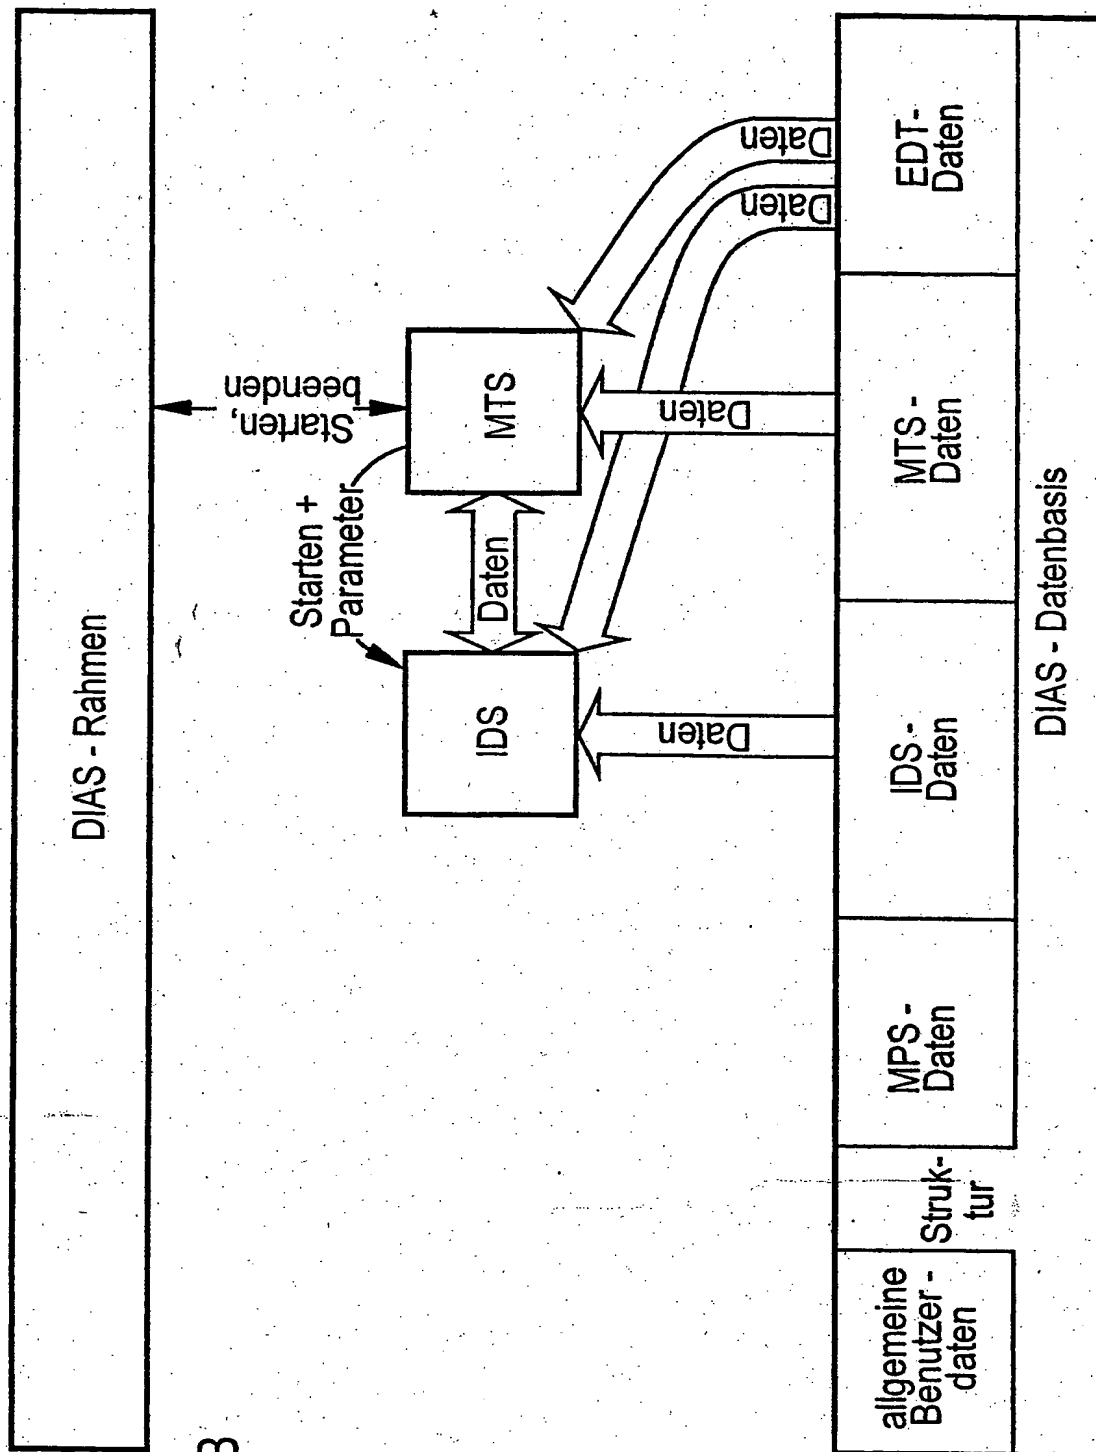 DIAS - Rahmen
Starten,
beenden
Starten +
Parameter
IDS
Daten
MTS
Daten
Daten
Daten
Daten
allgemeine
Benutzer -
daten
Struk-
tur
MPS -
Daten
IDS -
Daten
MTS -
Daten
EDT-
Daten
DIAS - Datenbasis